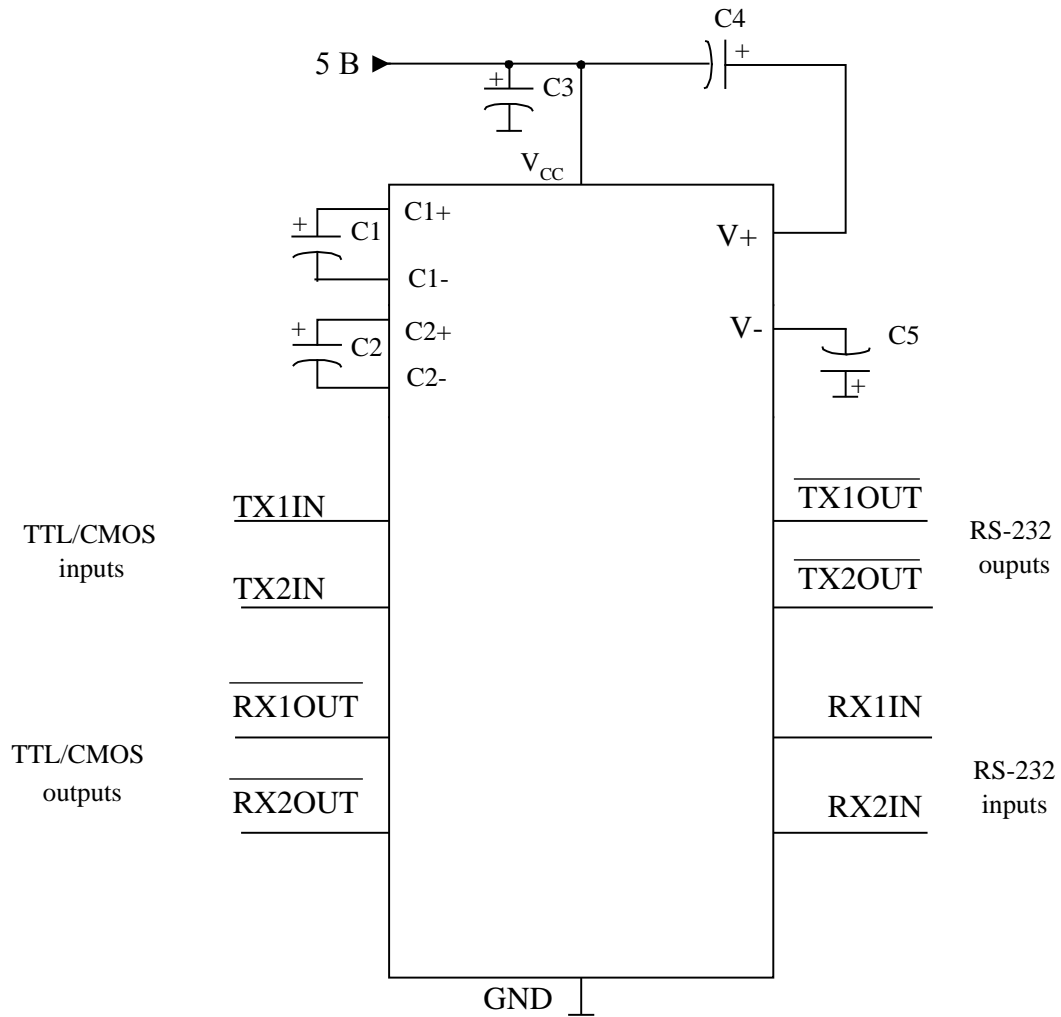 C4
+
5 В
+
C3
VCC
C1+
+
C1
C1-
V+
C2+
+
C2
C2-
V-
C5
+
TTL/CMOS
inputs
TX1IN
TX2IN
TX1OUT
TX2OUT
RS-232
ouputs
TTL/CMOS
outputs
RX1OUT
RX2OUT
RX1IN
RX2IN
RS-232
inputs
GND